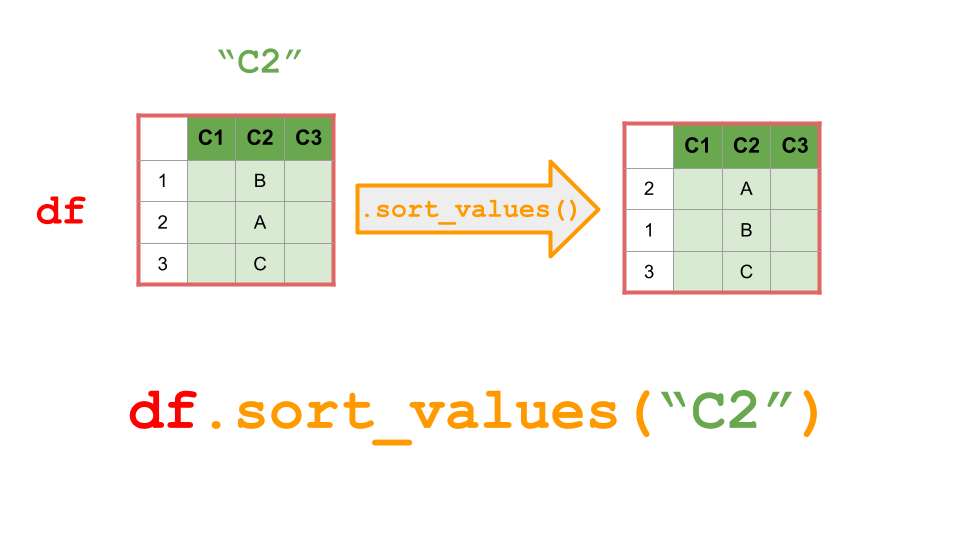 “C2”
df
C1 C2 C3
1 B
2 A
3 C
.sort_values()
C1 C2 C3
2 A
1 B
3 C
df.sort_values(“C2”)